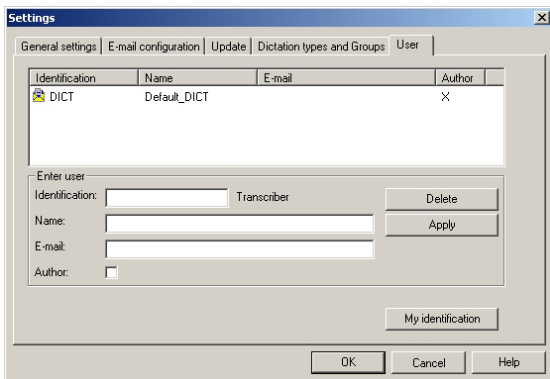 Settings
General settings E-mail configuration Update Dictation types and Groups User
Identification Name E-mail Author
DICT Default_DICT X
Enter user
Identification: Transcriber Delete
Name: Apply
E-mail:
Author:
My identification
OK Cancel Help